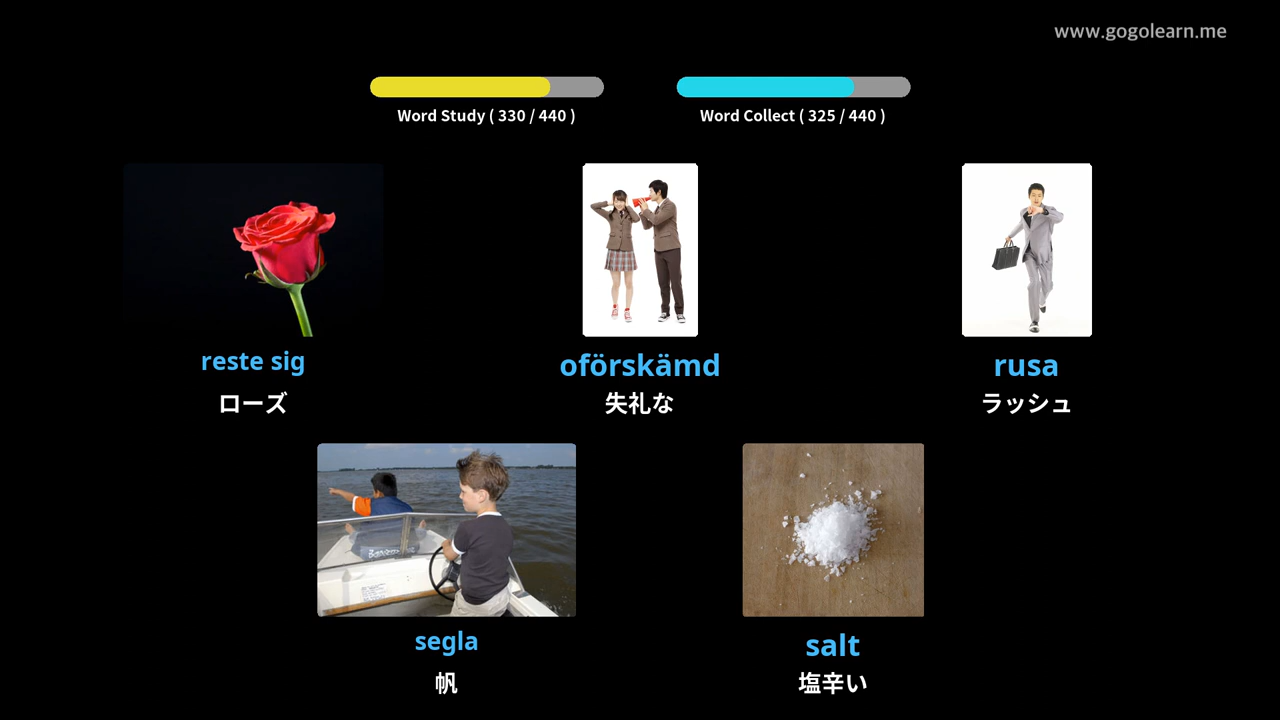 www.gogolearn.me
Word Study ( 330 / 440 )
Word Collect ( 325 / 440 )
reste sig
ローズ
oförskämd
失礼な
rusa
ラッシュ
segla
帆
salt
塩辛い